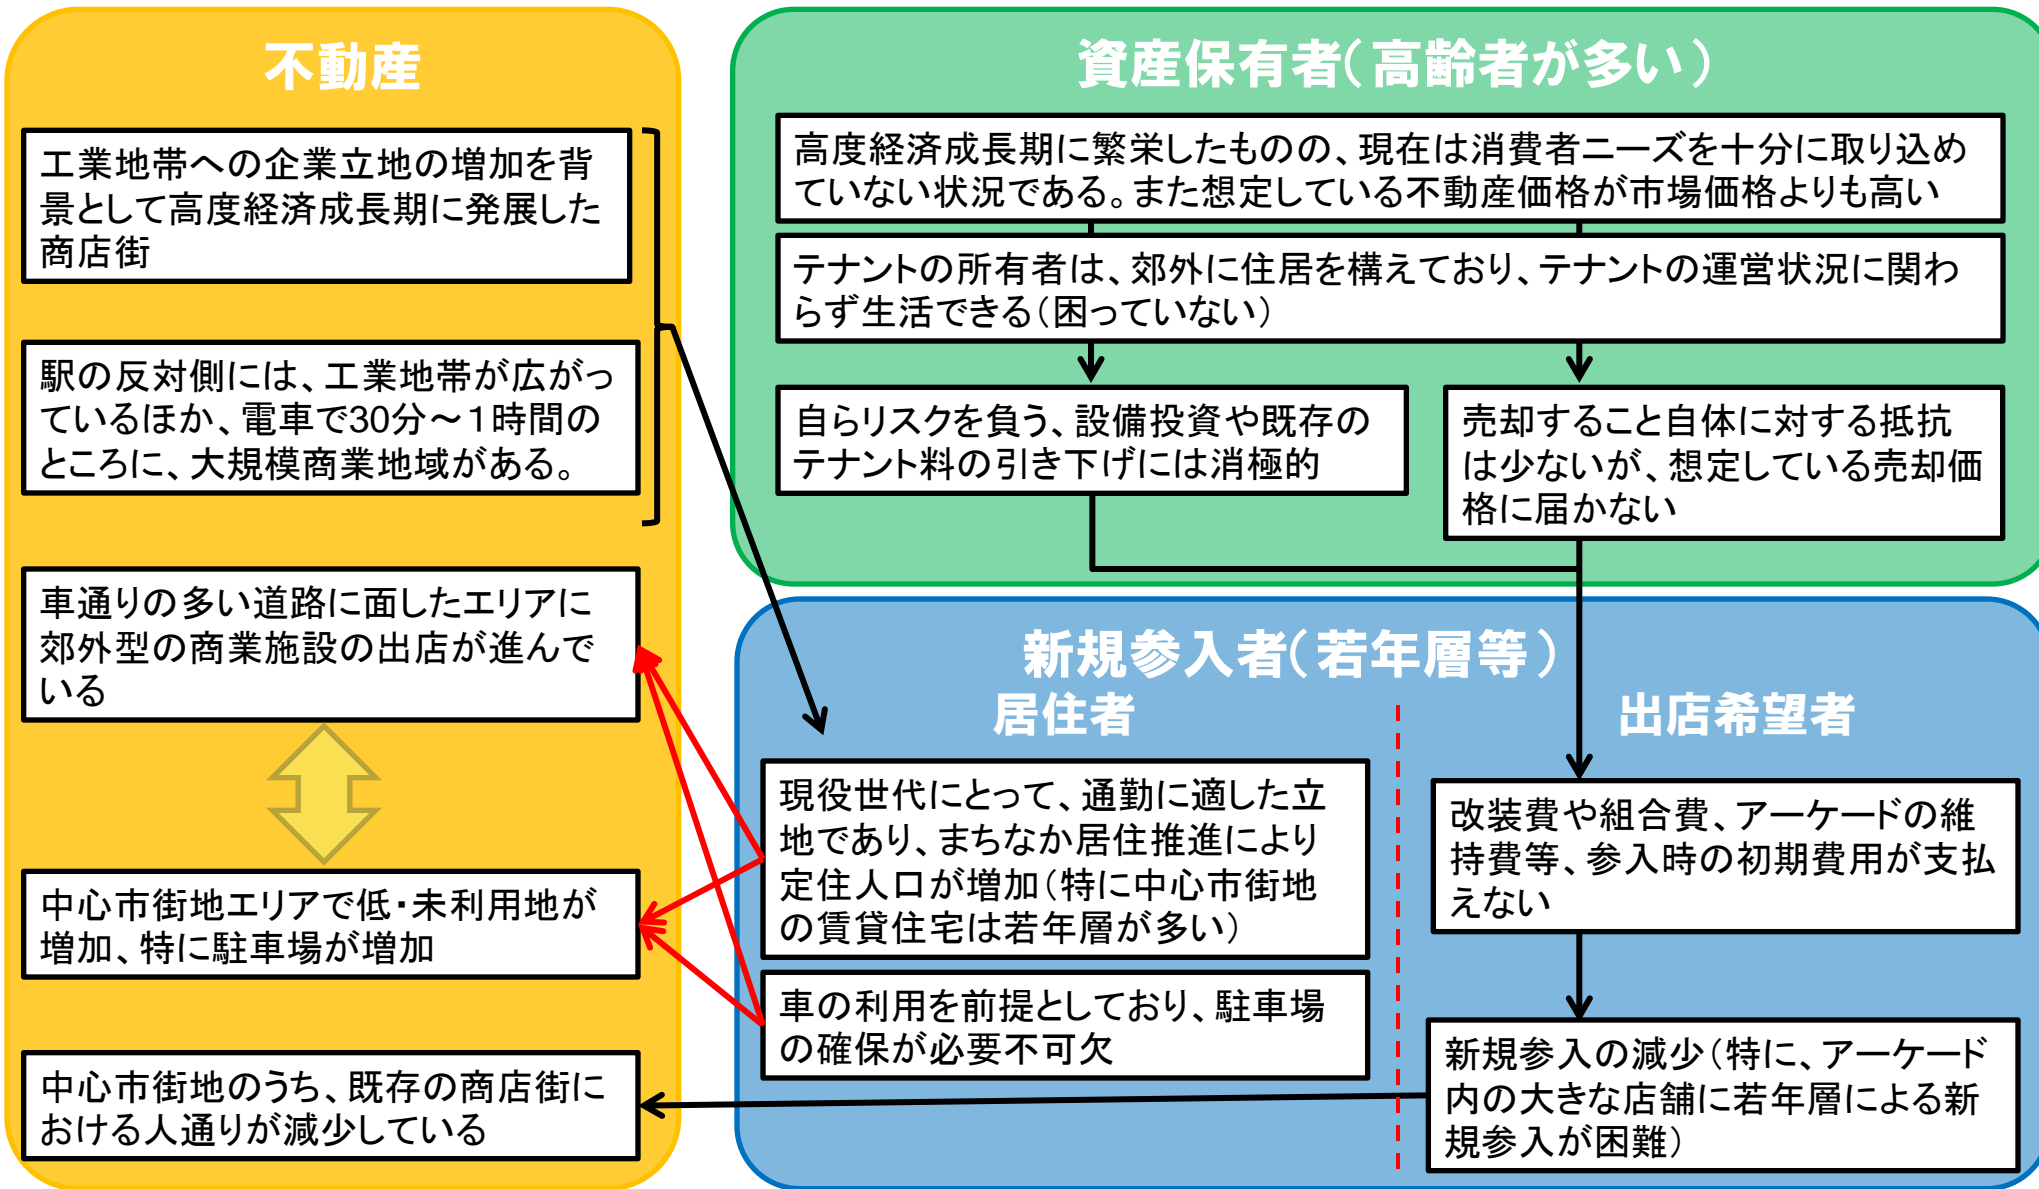 不動産
工業地帯への企業立地の増加を背
景として高度経済成長期に発展した
商店街
駅の反対側には、工業地帯が広がっ
ているほか、電車で30分～１時間の
ところに、大規模商業地域がある。
車通りの多い道路に面したエリアに
郊外型の商業施設の出店が進んで
いる
中心市街地エリアで低・未利用地が
増加、特に駐車場が増加
中心市街地のうち、既存の商店街に
おける人通りが減少している
資産保有者（高齢者が多い）
高度経済成長期に繁栄したものの、現在は消費者ニーズを十分に取り込め
ていない状況である。また想定している不動産価格が市場価格よりも高い
テナントの所有者は、郊外に住居を構えており、テナントの運営状況に関わ
らず生活できる（困っていない）
自らリスクを負う、設備投資や既存の
テナント料の引き下げには消極的
売却すること自体に対する抵抗
は少ないが、想定している売却価
格に届かない
新規参入者（若年層等）
居住者
現役世代にとって、通勤に適した立
地であり、まちなか居住推進により
定住人口が増加（特に中心市街地
の賃貸住宅は若年層が多い）
車の利用を前提としており、駐車場
の確保が必要不可欠
出店希望者
改装費や組合費、アーケードの維
持費等、参入時の初期費用が支払
えない
新規参入の減少（特に、アーケード
内の大きな店舗に若年層による新
規参入が困難）